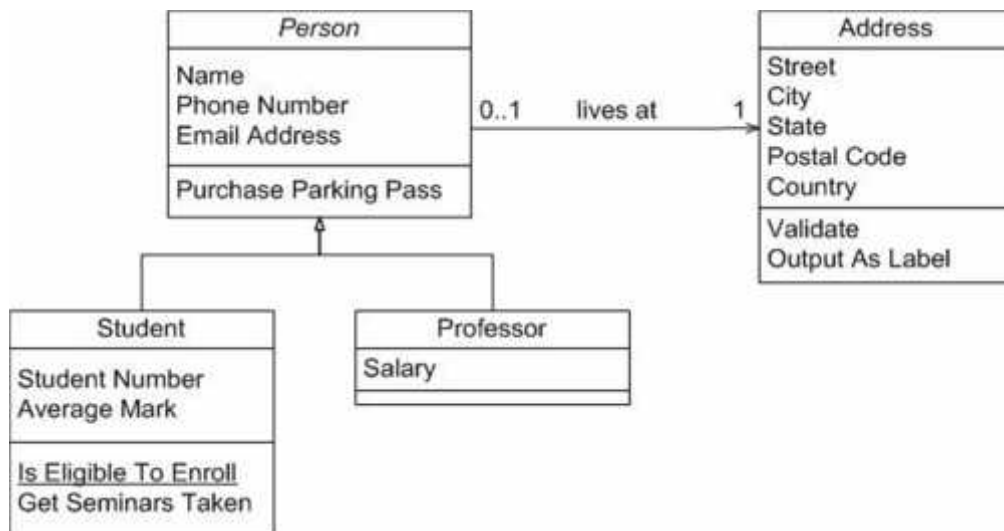 Person
Name
Phone Number
Email Address
Purchase Parking Pass
0..1 lives at 1
Address
Street
City
State
Postal Code
Country
Validate
Output As Label
Student
Student Number
Average Mark
Is Eligible To Enroll
Get Seminars Taken
Professor
Salary